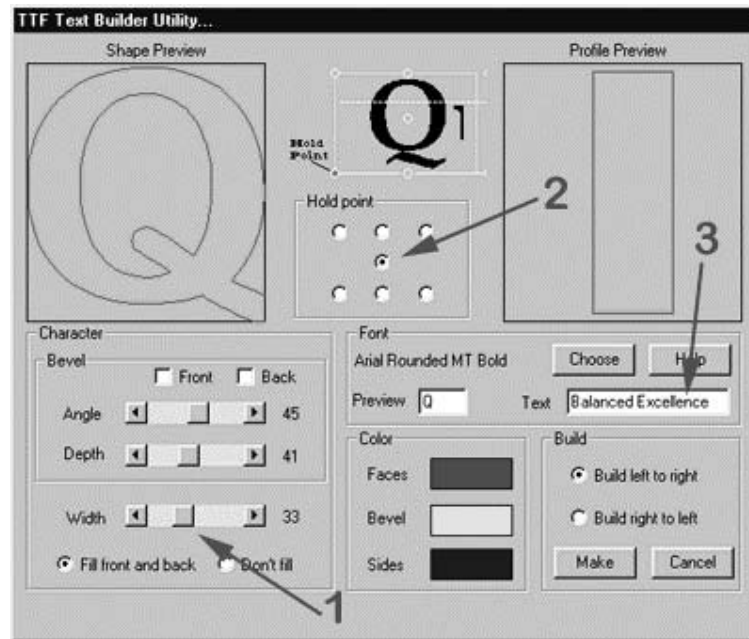 TTF Text Builder Utility...
Shape Preview
Profile Preview
Q1
Hold
Point
Hold point
2
3
Character
Bevel
Front
Back
Angle
45
Depth
41
Width
33
Fill front and back
Don't fill
1
Font
Arial Rounded MT Bold
Choose
Help
Preview
Q
Text
Balanced Excellence
Color
Faces
Bevel
Sides
Build
Build left to right
Build right to left
Make
Cancel